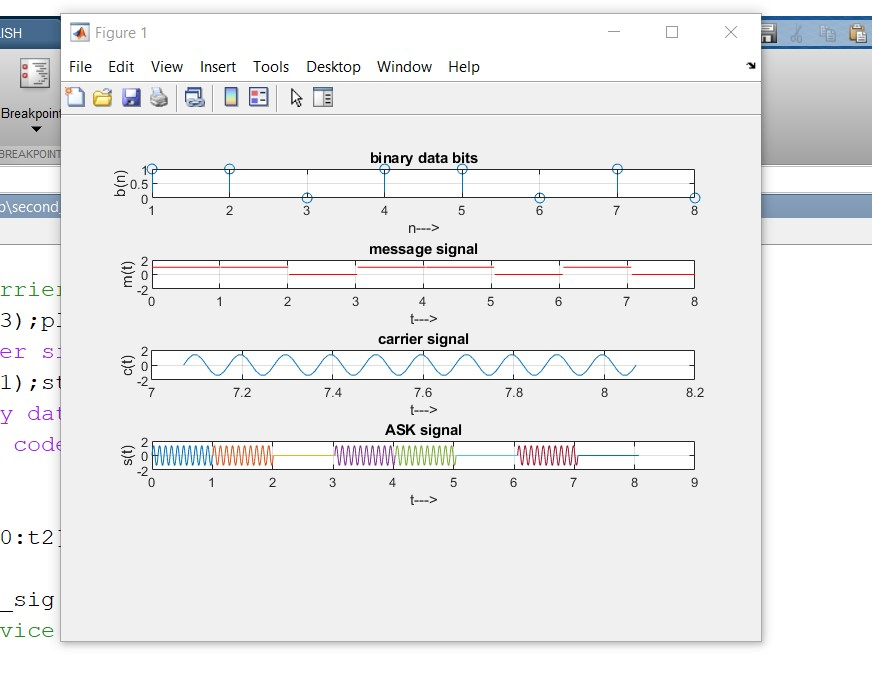 ISH
Figure 1
File Edit View Insert Tools Desktop Window Help
Breakpoint
BREAKPOINT
binary data bits
b(n)
1
0.5
0
1 2 3 4 5 6 7 8
n--->
message signal
m(t)
2
0
-2
0 1 2 3 4 5 6 7 8
t--->
carrier signal
c(t)
2
0
-2
7 7.2 7.4 7.6 7.8 8 8.2
t--->
ASK signal
s(t)
2
0
-2
0 1 2 3 4 5 6 7 8 9
t--->
o\second_
rrier
3);pl
er si
1);st
y dat
code
0:t2]
_sig
vice